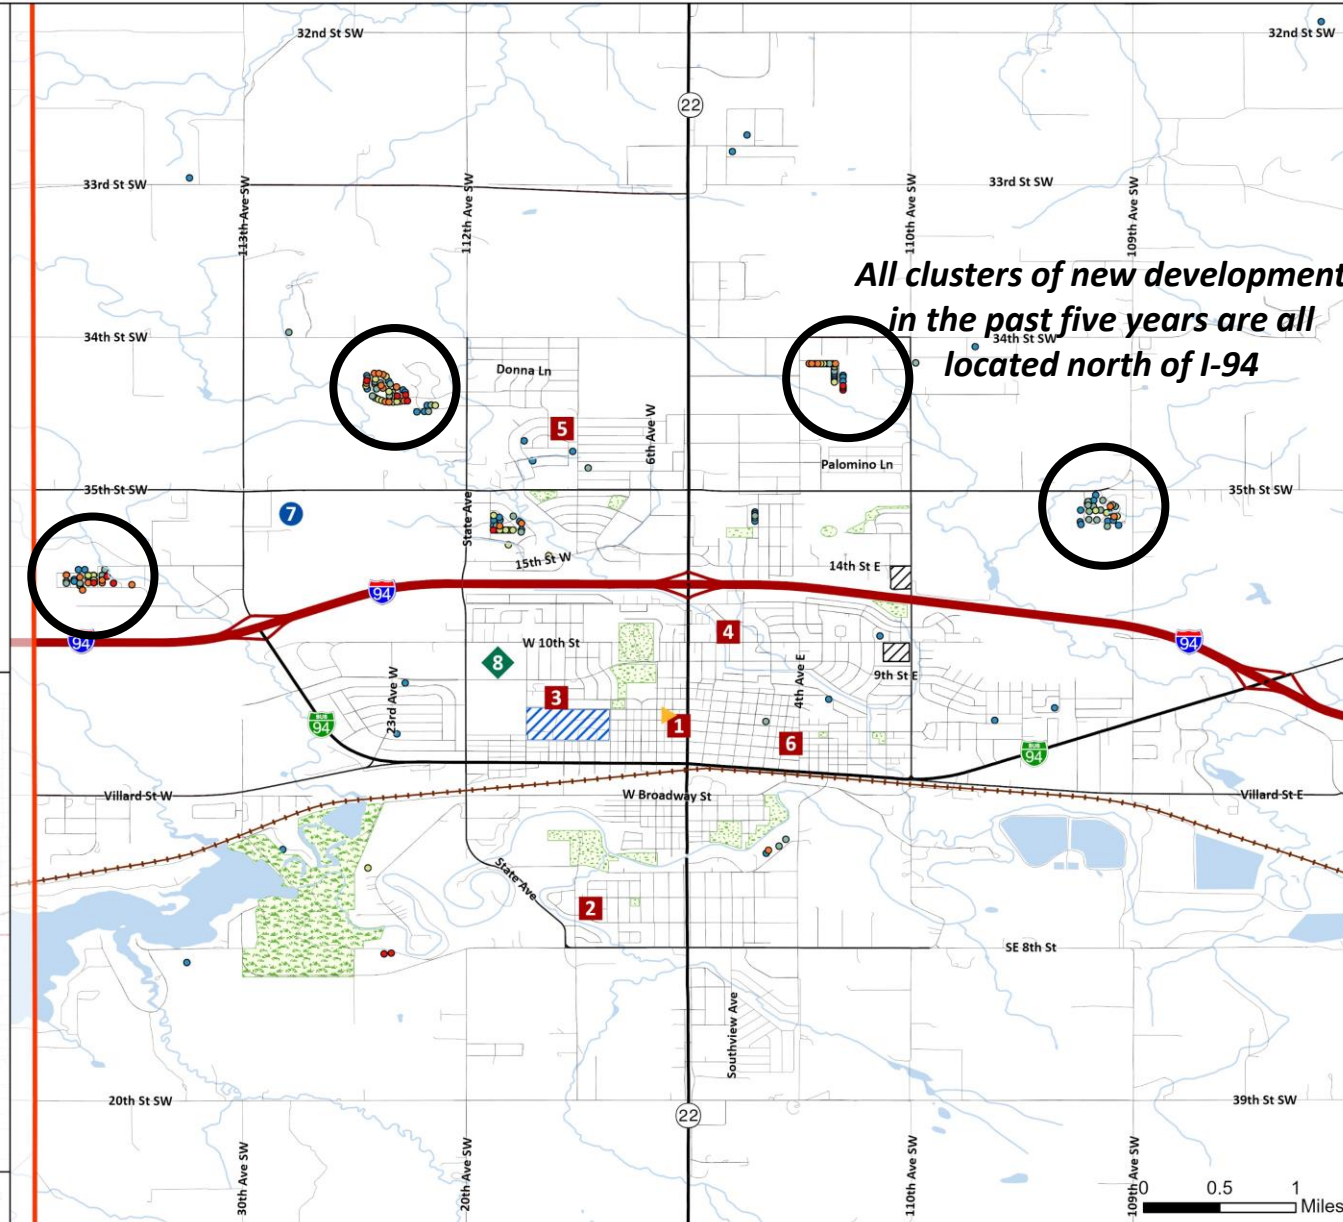 32nd St SW
32nd St SW
22
33rd St SW
33rd St SW
113th Ave SW
112th Ave SW
110th Ave SW
109th Ave SW
All clusters of new development
in the past five years are all
located north of I-94
34th St SW
34th St SW
Donna Ln
5
6th Ave W
Palomino Ln
35th St SW
35th St SW
7
State Ave
15th St W
14th St E
94
94
94
4
W 10th St
8
9th St E
4th Ave E
23rd Ave W
3
1
6
BUS
94
BUS
94
Villard St W
W Broadway St
Villard St E
State Ave
2
SE 8th St
Southview Ave
20th St SW
39th St SW
22
30th Ave SW
20th Ave SW
110th Ave SW
109th Ave SW
0 0.5 1
Miles